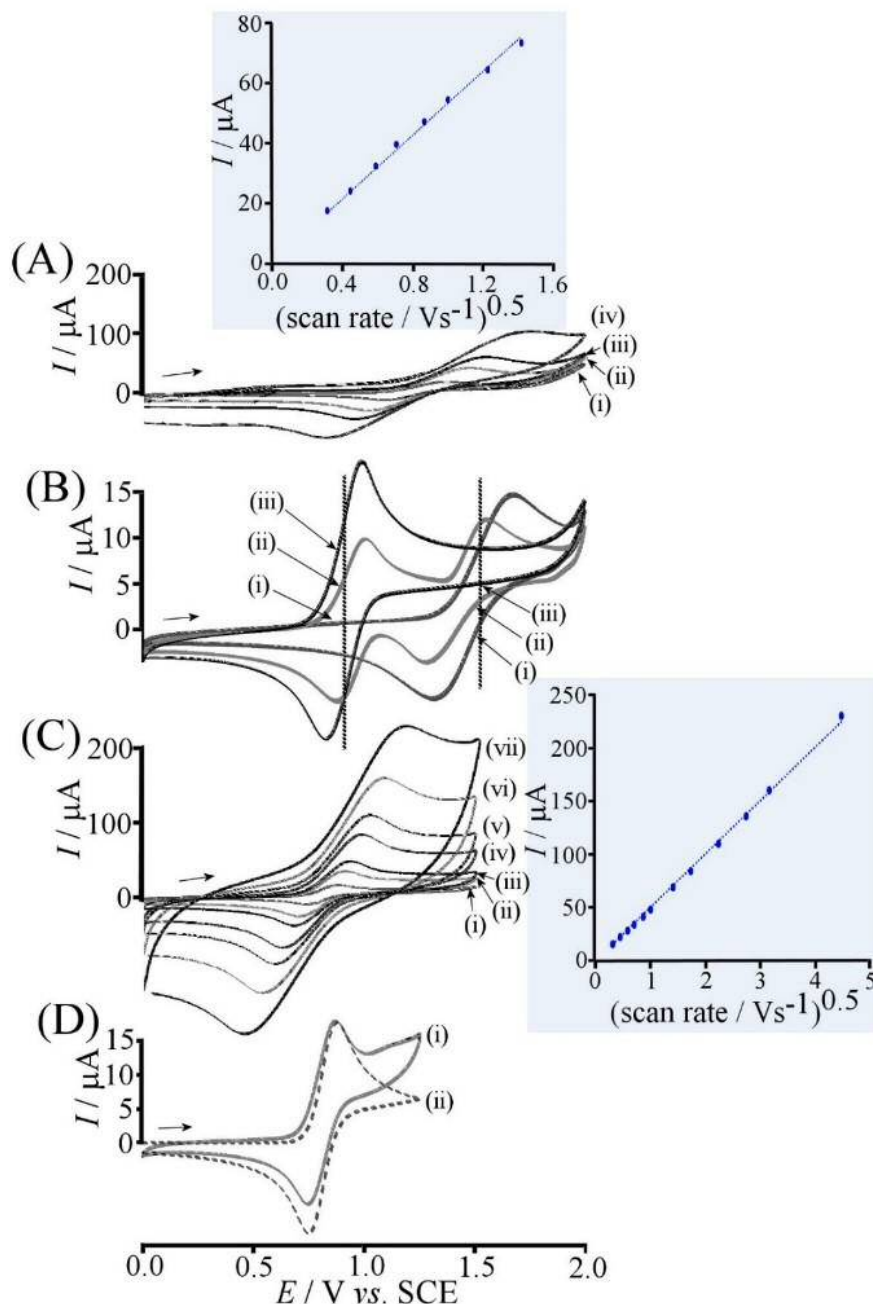 80
60
40
20
0
I / μA
0.0 0.4 0.8 1.2 1.6
(scan rate / Vs-1)0.5
(A)
200
100
0
I / μA
(iv)
(iii)
(ii)
(i)
(B)
15
10
5
0
I / μA
(iii)
(ii)
(i)
(iii)
(ii)
(i)
(C)
200
100
0
I / μA
(vii)
(vi)
(v)
(iv)
(iii)
(ii)
(i)
250
200
150
100
50
0
I / μA
0 1 2 3 4 5
(scan rate / Vs-1)0.5
(D)
15
10
5
0
I / μA
(i)
(ii)
0.0 0.5 1.0 1.5 2.0
E / V vs. SCE